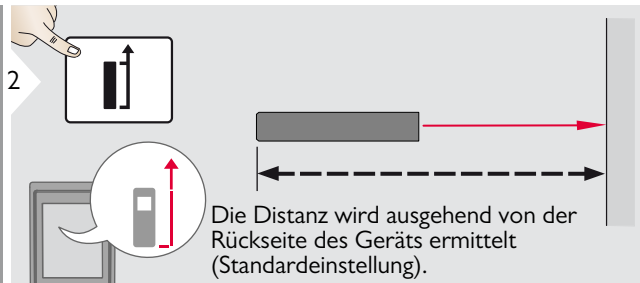 2
Die Distanz wird ausgehend von der
Rückseite des Geräts ermittelt
(Standardeinstellung).